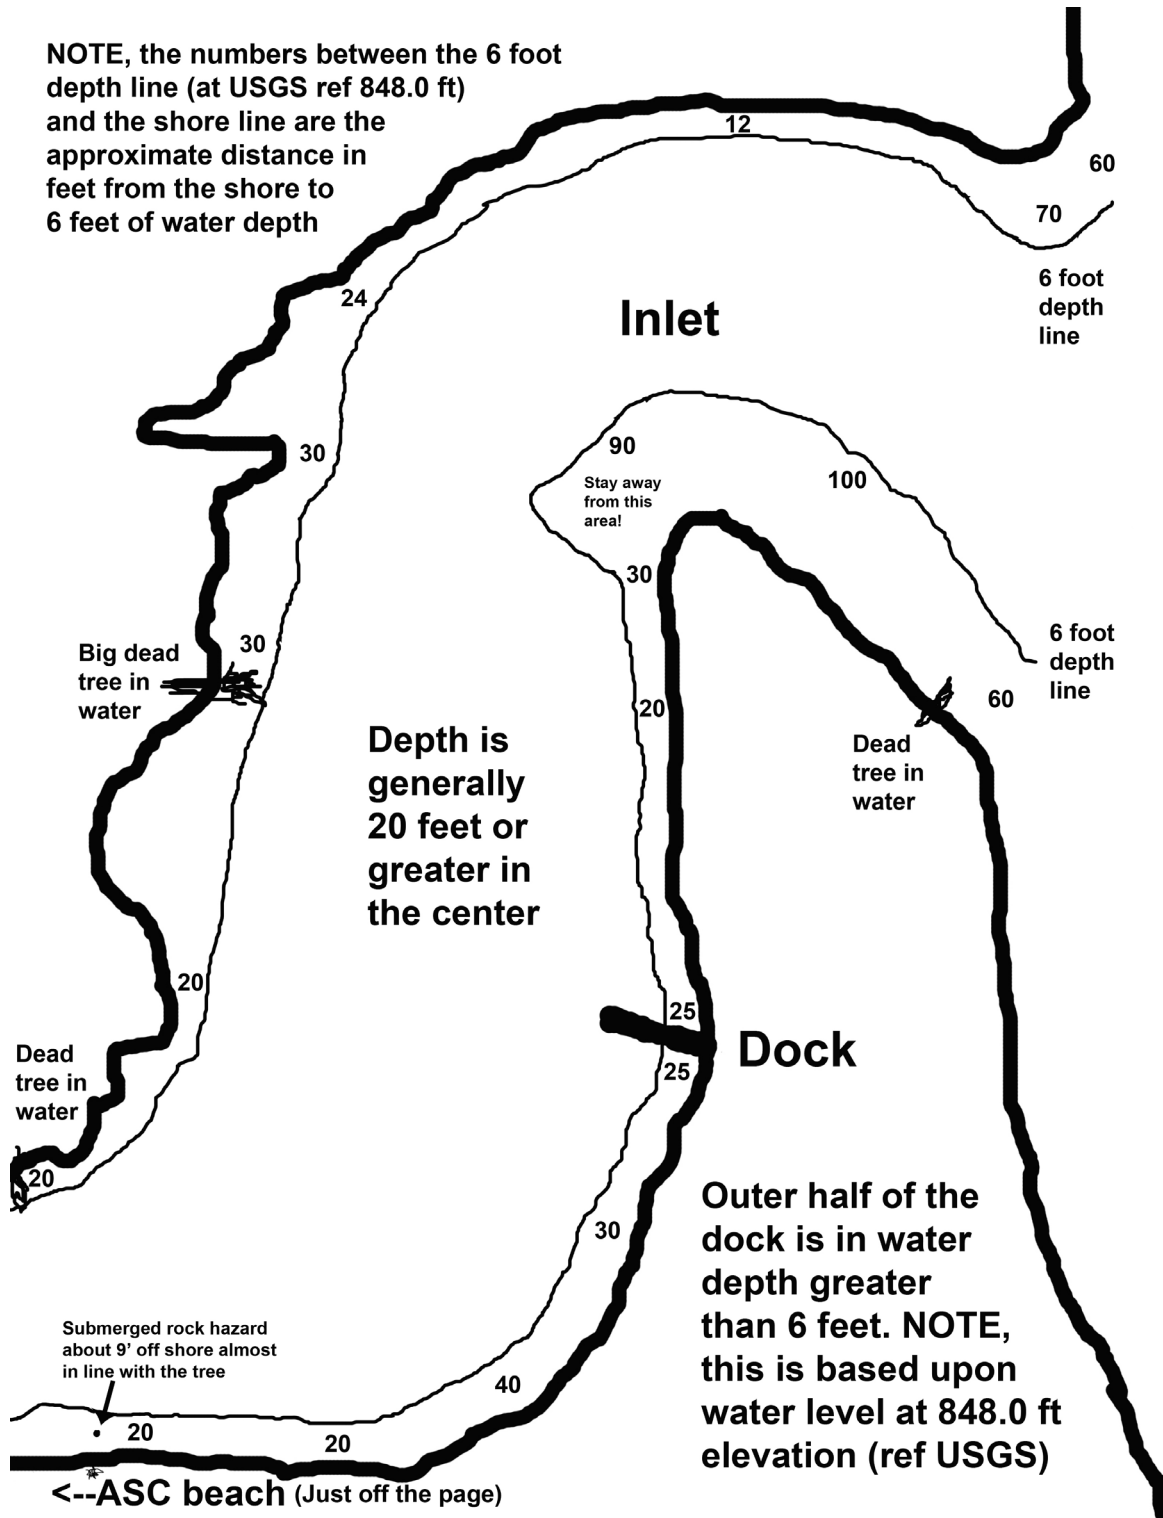 NOTE, the numbers between the 6 foot
depth line (at USGS ref 848.0 ft)
and the shore line are the
approximate distance in
feet from the shore to
6 feet of water depth
12
60
70
6 foot
depth
line
24
Inlet
30
90
100
Stay away
from this
area!
30
6 foot
depth
line
30
Big dead
tree in
water
20
60
Dead
tree in
water
Depth is
generally
20 feet or
greater in
the center
20
25
Dock
25
Dead
tree in
water
20
Outer half of the
dock is in water
depth greater
than 6 feet. NOTE,
this is based upon
water level at 848.0 ft
elevation (ref USGS)
30
Submerged rock hazard
about 9' off shore almost
in line with the tree
40
20
20
<--ASC beach (Just off the page)